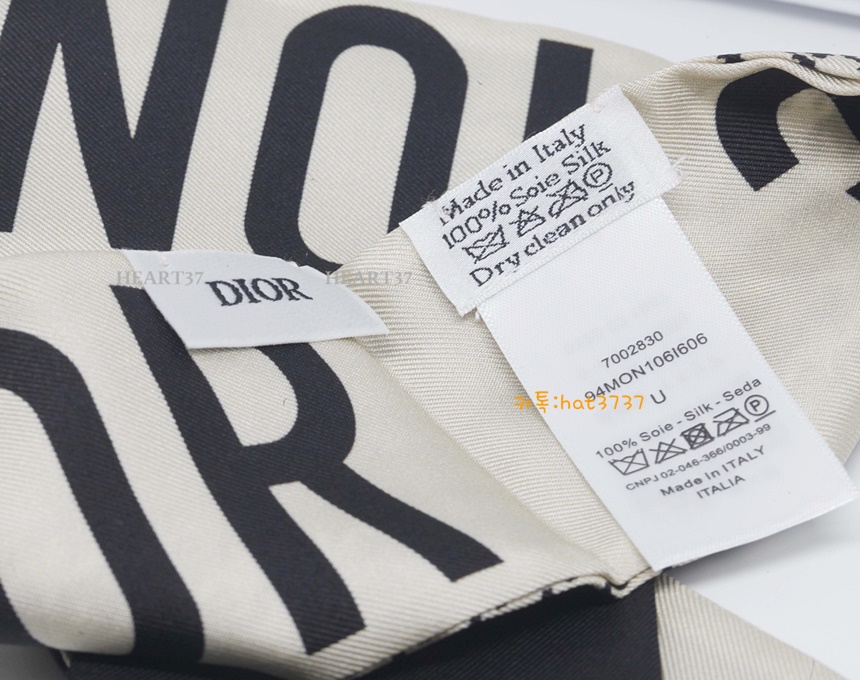 HEART37
DIOR
HEART37
Made in Italy
100% Soie Silk
P
Dry clean only
7002830
94MON106I606
U
톡:hat3737
100% Soie - Silk - Seda
P
CNPJ 02-046-366/0003-99
Made in ITALY
ITALIA